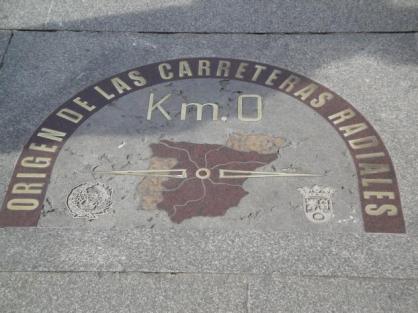 ORIGEN DE LAS CARRETERAS RADIALES
Km.0